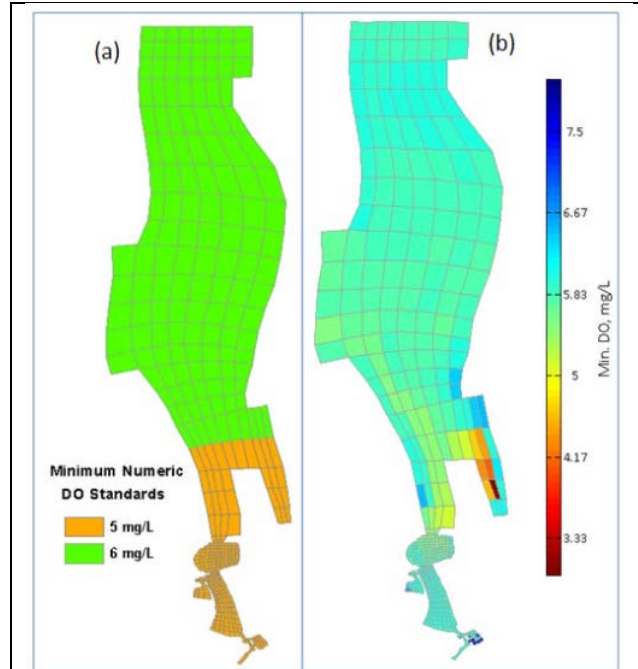 (a)
(b)
7.5
6.67
5.83
5
4.17
3.33
Min. DO, mg/L
Minimum Numeric
DO Standards
5 mg/L
6 mg/L